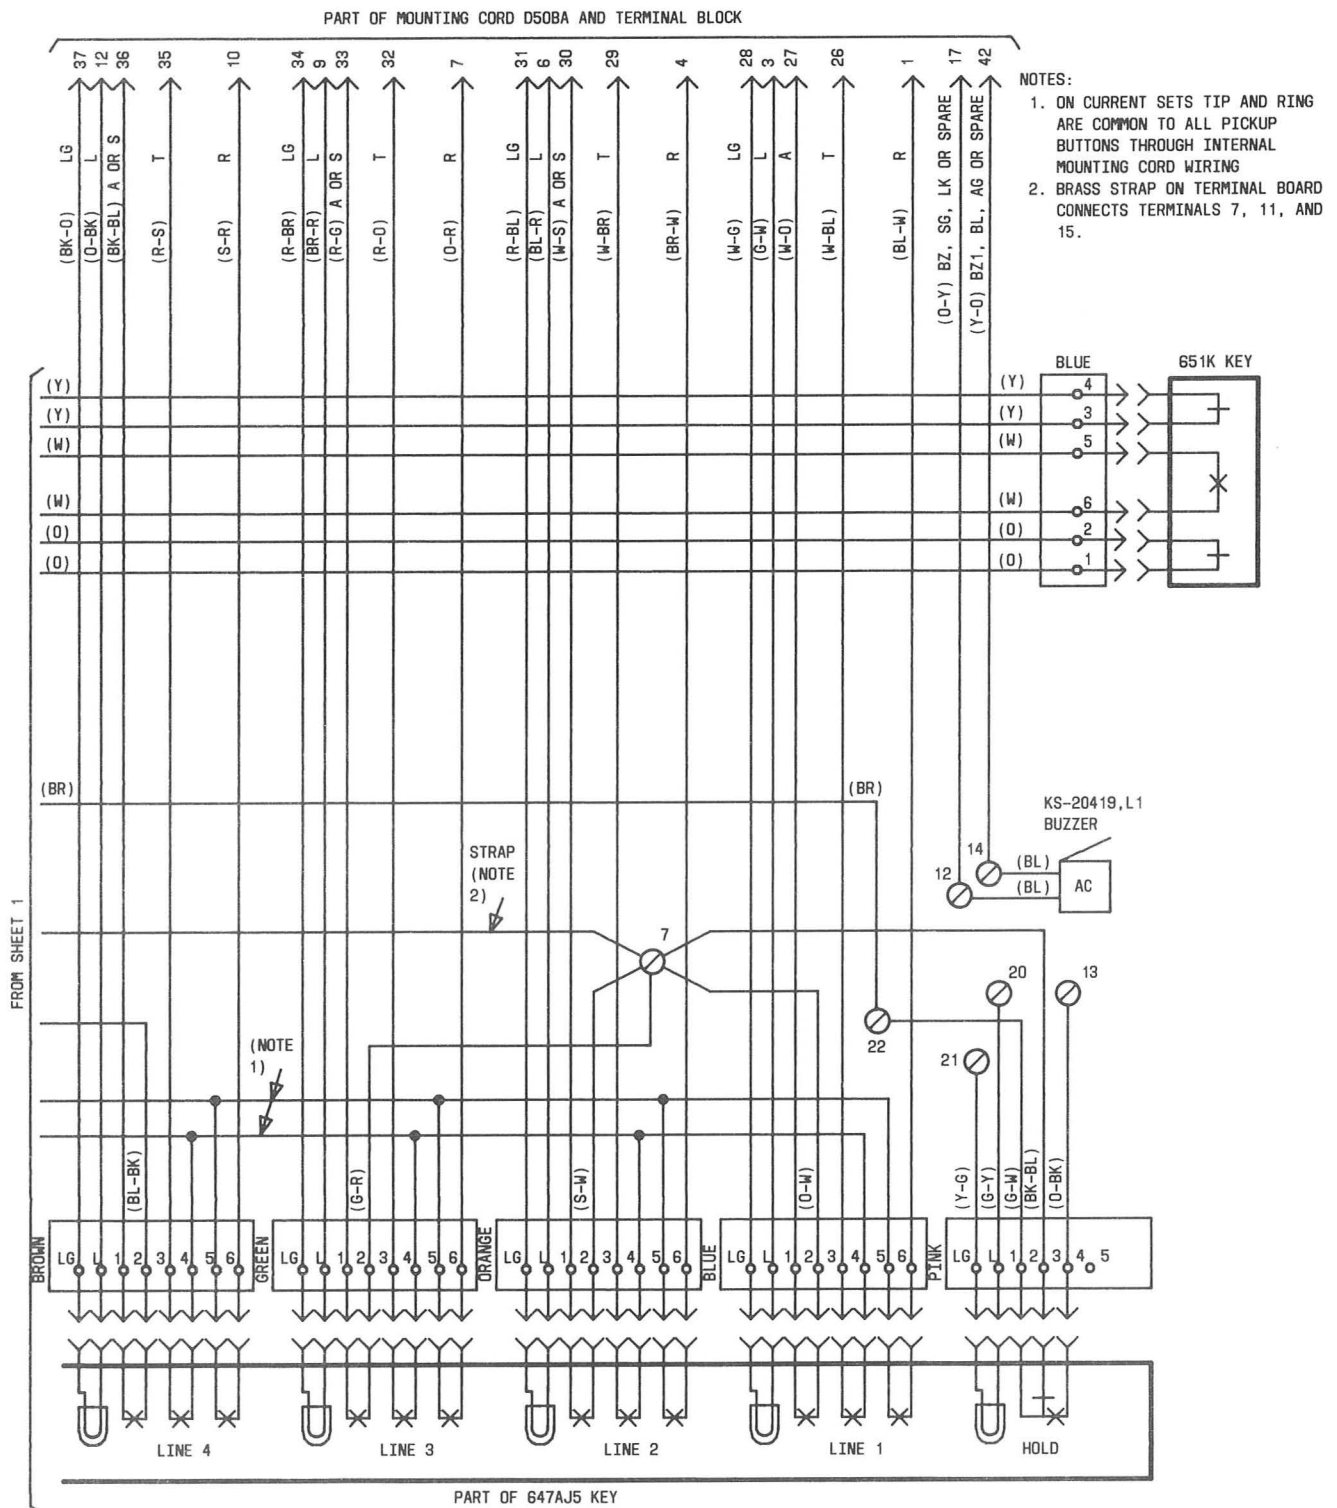 PART OF MOUNTING CORD D50BA AND TERMINAL BLOCK
37 12 36 35 10 34 9 33 32 7 31 6 30 29 4 28 3 27 26 1 17 42
NOTES:
1. ON CURRENT SETS TIP AND RING
ARE COMMON TO ALL PICKUP
BUTTONS THROUGH INTERNAL
MOUNTING CORD WIRING
2. BRASS STRAP ON TERMINAL BOARD
CONNECTS TERMINALS 7, 11, AND
15.
(BK-O) LG
(O-BK) L
(BK-BL) A OR S
(R-S) T
(S-R) R
(R-BR) LG
(BR-R) L
(R-G) A OR S
(R-O) T
(O-R) R
(R-BL) LG
(BL-R) L
(W-S) A OR S
(W-BR) T
(BR-W) R
(W-G) LG
(G-W) L
(W-O) A
(W-BL) T
(BL-W) R
(O-Y) BZ, SG, LK OR SPARE
(Y-O) BZ1, BL, AG OR SPARE
BLUE
651K KEY
(Y) (Y) 4
(Y) (Y) 3
(W) (W) 5
(W) (W) 6
(O) (O) 2
(O) (O) 1
FROM SHEET 1
(BR) (BR)
KS-20419,L1
BUZZER
14 (BL)
12 (BL)
AC
STRAP
(NOTE
2)
7
20 13
22
21
(NOTE
1)
(BL-BK)
(G-R)
(S-W)
(O-W)
(Y-G)
(G-Y)
(G-W)
(BK-BL)
(O-BK)
BROWN LG L 1 2 3 4 5 6
GREEN LG L 1 2 3 4 5 6
ORANGE LG L 1 2 3 4 5 6
BLUE LG L 1 2 3 4 5 6
PINK LG L 1 2 3 4 5
LINE 4 LINE 3 LINE 2 LINE 1 HOLD
PART OF 647AJ5 KEY